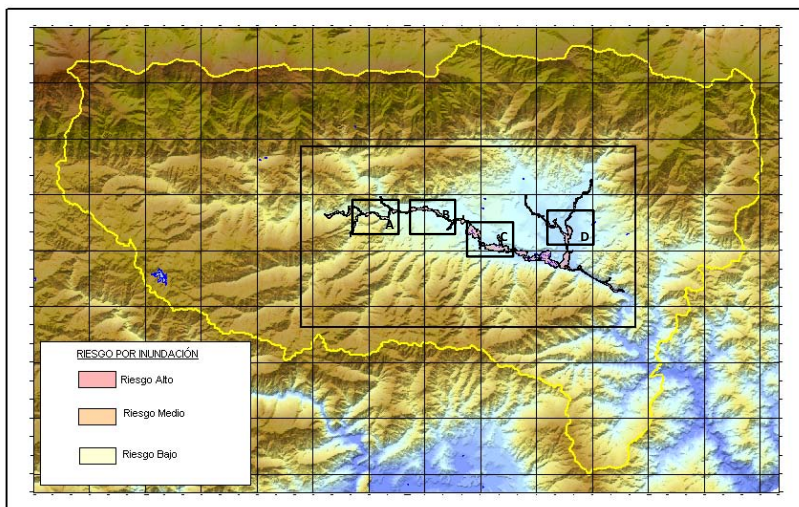 A
B
C
D
RIESGO POR INUNDACIÓN
Riesgo Alto
Riesgo Medio
Riesgo Bajo